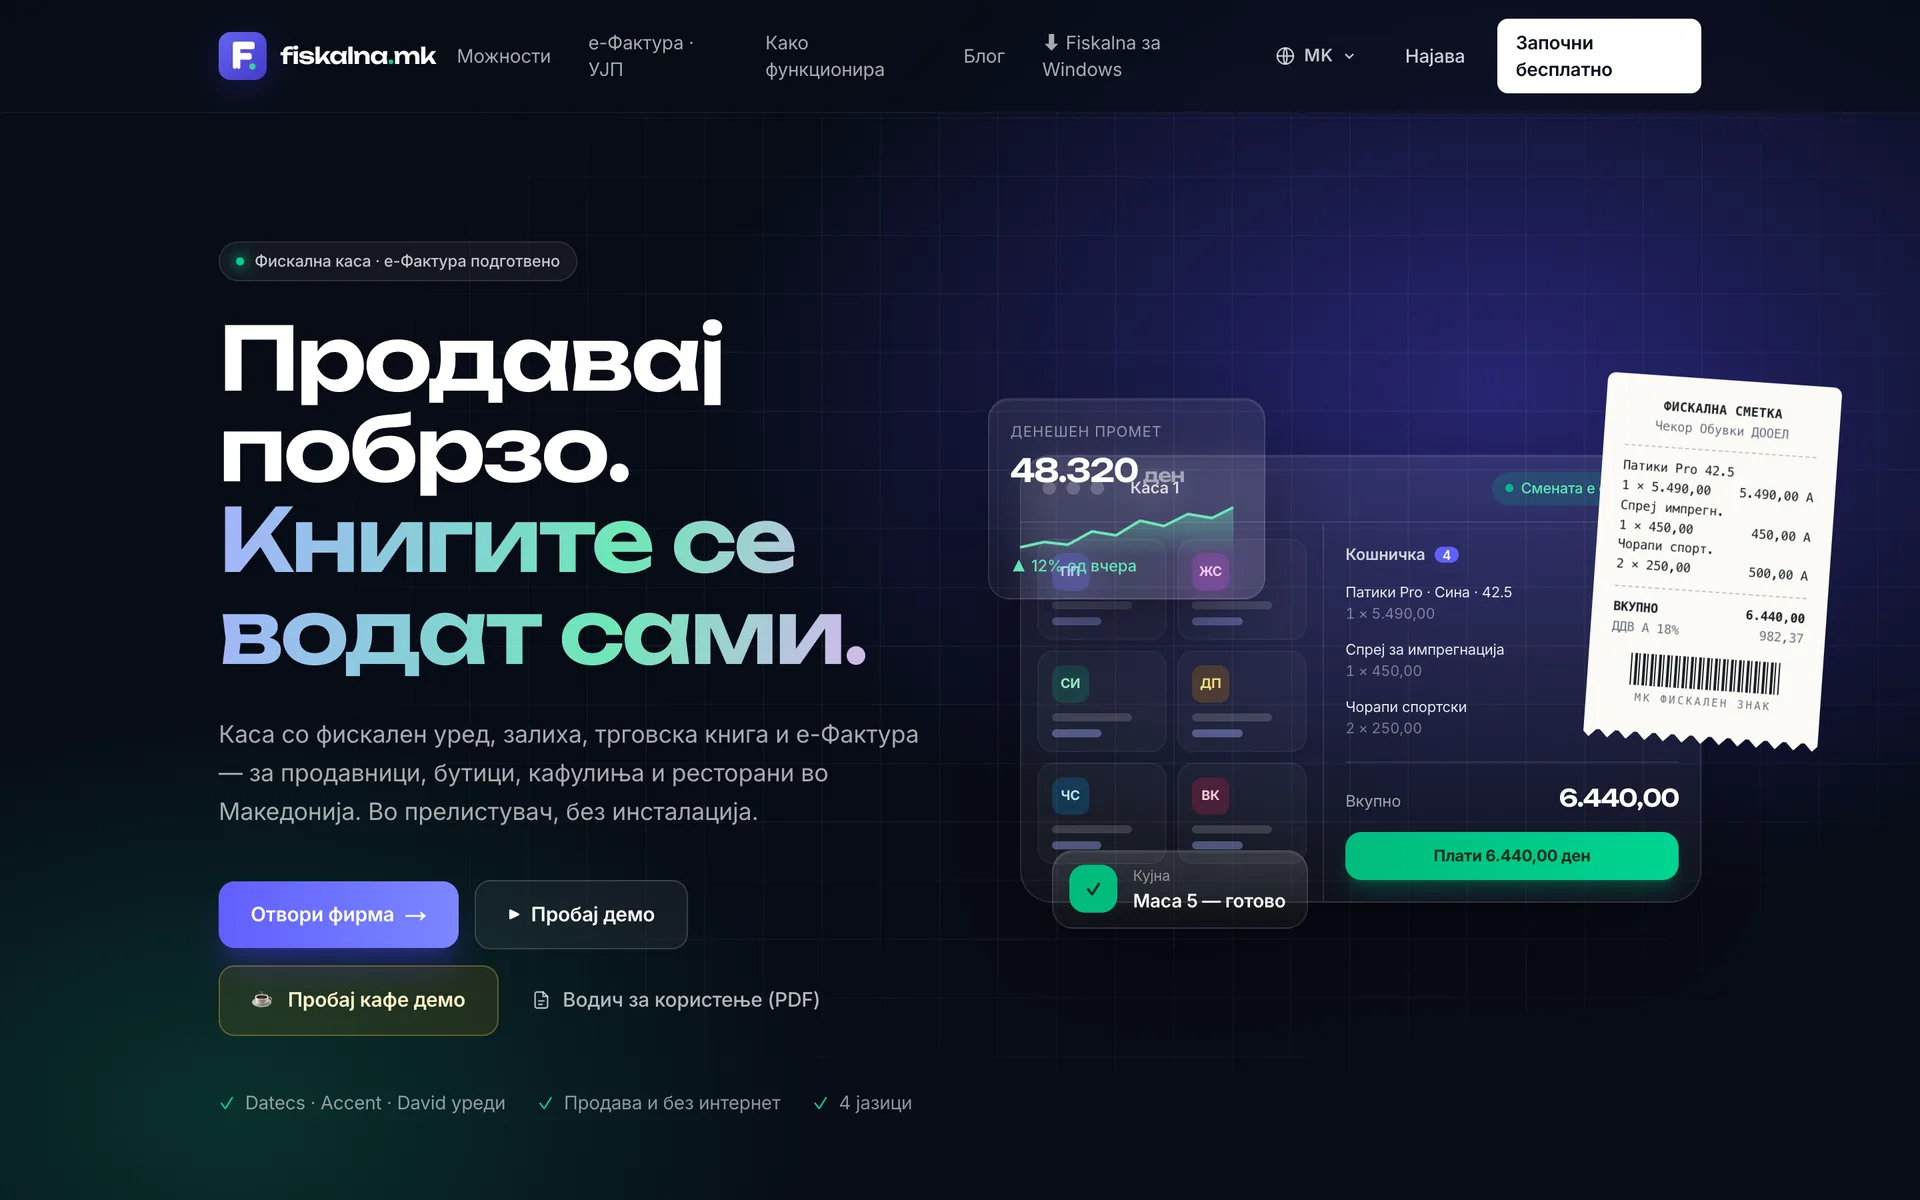 fiskalna.mk
Можности
е-Фактура ·
УЈП
Како
функционира
Блог
⬇ Fiskalna за
Windows
MK
Најава
Започни
бесплатно
Фискална каса · е-Фактура подготвено
Продавај
побрзо.
Книгите се
водат сами.
Каса со фискален уред, залиха, трговска книга и е-Фактура
— за продавници, бутици, кафулиња и ресторани во
Македонија. Во прелистувач, без инсталација.
Отвори фирма →
Пробај демо
Пробај кафе демо
Водич за користење (PDF)
Datecs · Accent · David уреди
Продава и без интернет
4 јазици
ДЕНЕШЕН ПРОМЕТ
48.320 ден
▲ 12% од вчера
Каса 1
Смената е
ПП
ЖС
СИ
ДП
ЧС
ВК
Кошничка 4
Патики Pro · Сина · 42.5
1 × 5.490,00
Спреј за импрегнација
1 × 450,00
Чорапи спортски
2 × 250,00
Вкупно 6.440,00
Плати 6.440,00 ден
Кујна
Маса 5 — готово
ФИСКАЛНА СМЕТКА
Чекор Обувки ДООЕЛ
Патики Pro 42.5
1 × 5.490,00 5.490,00 А
Спреј импрегн.
1 × 450,00 450,00 А
Чорапи спорт.
2 × 250,00 500,00 А
ВКУПНО 6.440,00
ДДВ А 18% 982,37
МК ФИСКАЛЕН ЗНАК